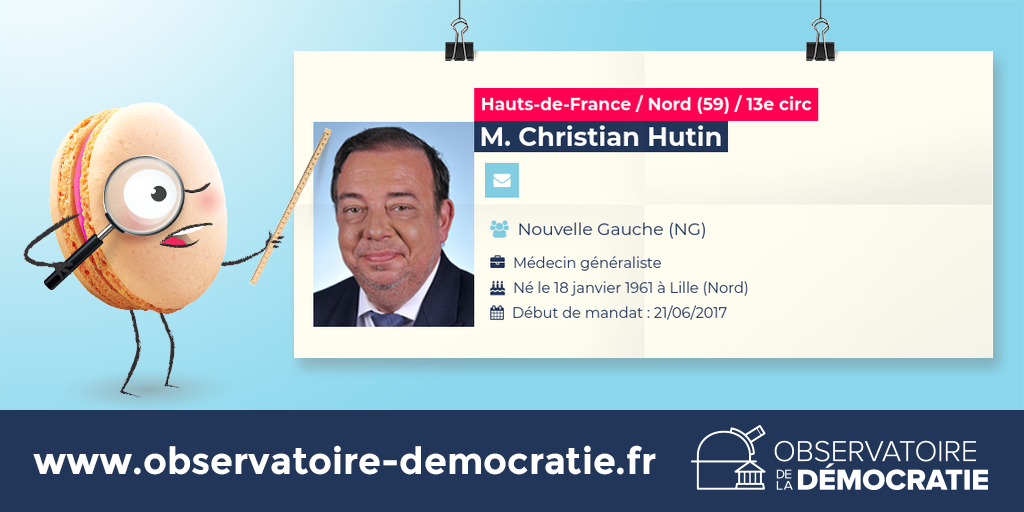 Hauts-de-France / Nord (59) / 13e circ
M. Christian Hutin
Nouvelle Gauche (NG)
Médecin généraliste
Né le 18 janvier 1961 à Lille (Nord)
Début de mandat : 21/06/2017
www.observatoire-democratie.fr
OBSERVATOIRE
DE LA DÉMOCRATIE